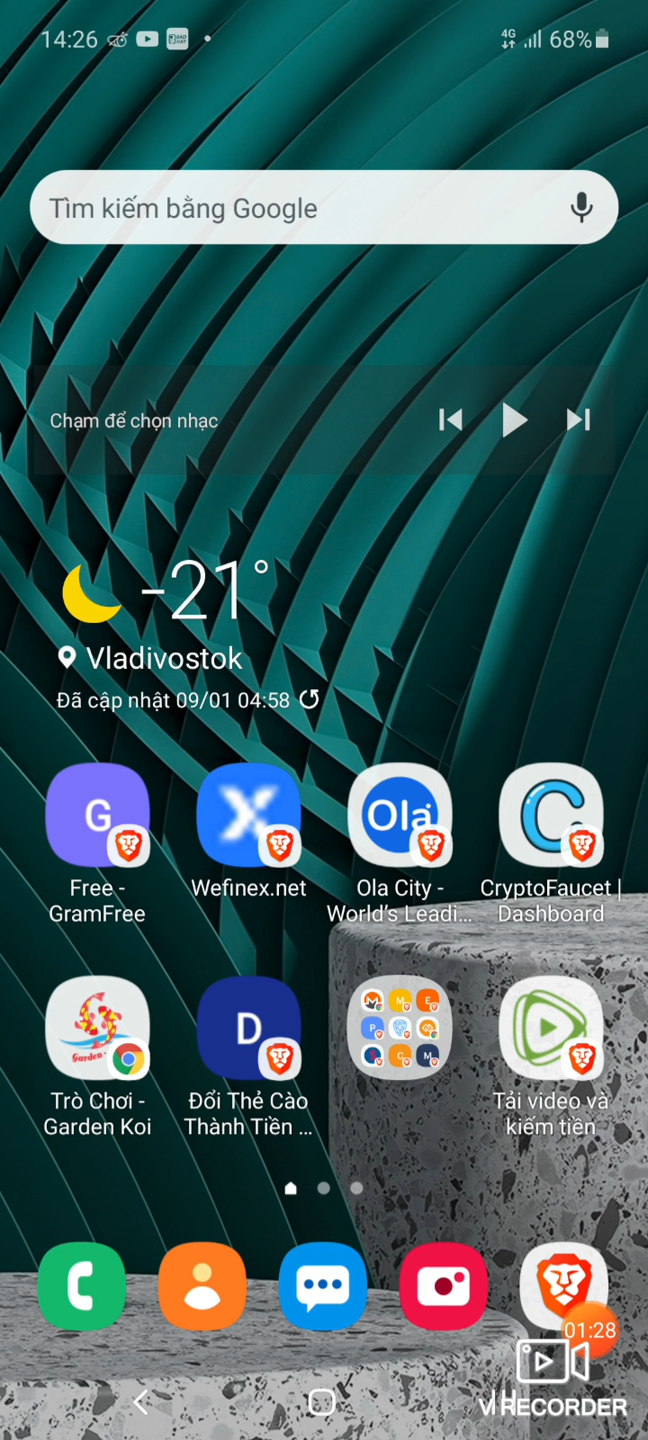 14:26
4G
68%
Tìm kiếm bằng Google
Chạm để chọn nhạc
-21°
Vladivostok
Đã cập nhật 09/01 04:58
G
Ola
C
Free -
GramFree
Wefinex.net
Ola City -
World's Leadi...
CryptoFaucet |
Dashboard
Garden
D
Trò Chơi -
Garden Koi
Đổi Thẻ Cào
Thành Tiền ...
Tải video và
kiếm tiền
01:28
RECORDER